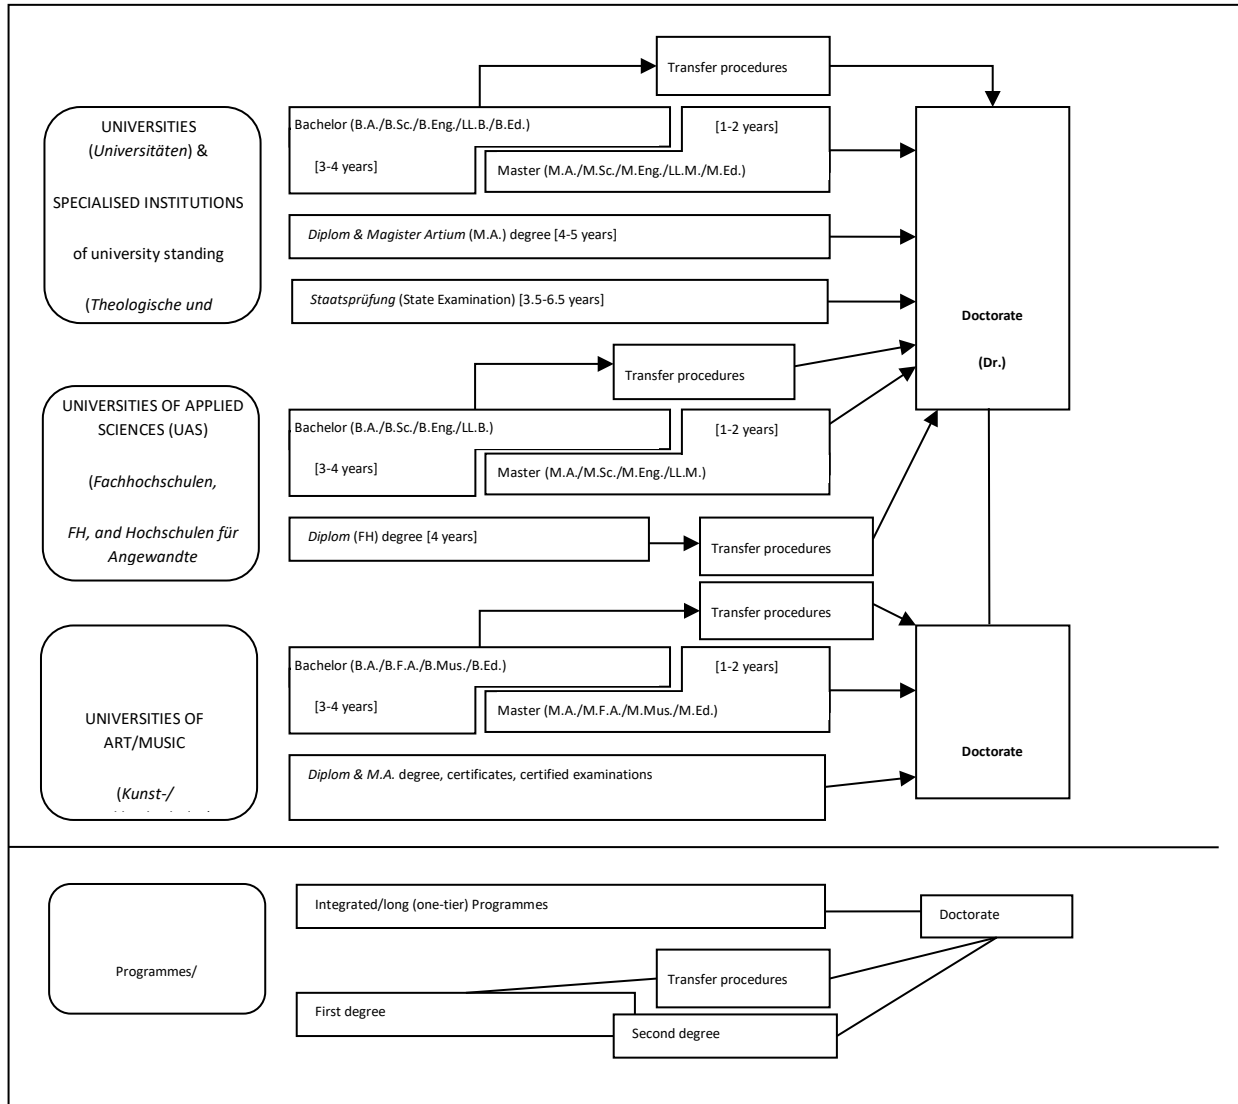 Transfer procedures
UNIVERSITIES
(Universitäten) &
SPECIALISED INSTITUTIONS
of university standing
(Theologische und
Bachelor (B.A./B.Sc./B.Eng./LL.B./B.Ed.)
[3-4 years]
[1-2 years]
Master (M.A./M.Sc./M.Eng./LL.M./M.Ed.)
Diplom & Magister Artium (M.A.) degree [4-5 years]
Staatsprüfung (State Examination) [3.5-6.5 years]
Doctorate
(Dr.)
UNIVERSITIES OF APPLIED
SCIENCES (UAS)
(Fachhochschulen,
FH, and Hochschulen für
Angewandte
Transfer procedures
Bachelor (B.A./B.Sc./B.Eng./LL.B.)
[3-4 years]
[1-2 years]
Master (M.A./M.Sc./M.Eng./LL.M.)
Diplom (FH) degree [4 years]
Transfer procedures
Transfer procedures
UNIVERSITIES OF
ART/MUSIC
(Kunst-/
Bachelor (B.A./B.F.A./B.Mus./B.Ed.)
[3-4 years]
[1-2 years]
Master (M.A./M.F.A./M.Mus./M.Ed.)
Diplom & M.A. degree, certificates, certified examinations
Doctorate
Programmes/
Integrated/long (one-tier) Programmes
Doctorate
Transfer procedures
First degree
Second degree